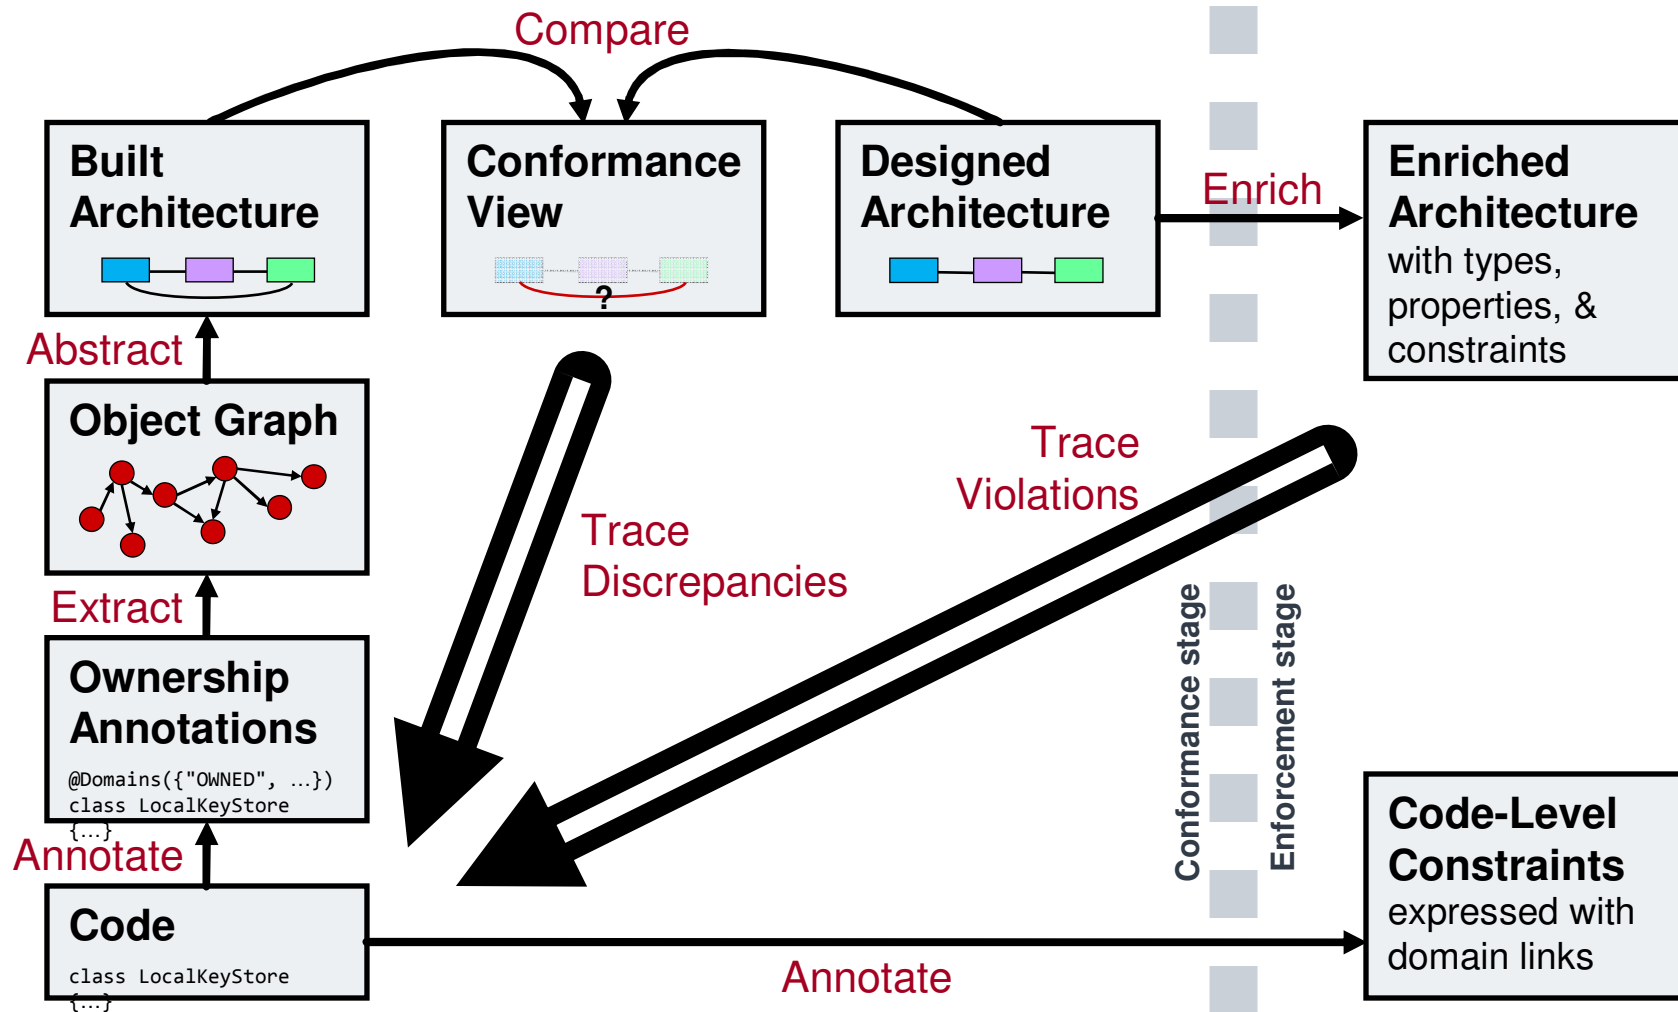 Compare
Built
Architecture
Conformance
View
?
Designed
Architecture
Enrich
Enriched
Architecture
with types,
properties, &
constraints
Abstract
Object Graph
Trace
Violations
Trace
Discrepancies
Extract
Ownership
Annotations
@Domains({"OWNED", …})
class LocalKeyStore
{…}
Conformance stage
Enforcement stage
Annotate
Code
class LocalKeyStore
{…}
Annotate
Code-Level
Constraints
expressed with
domain links